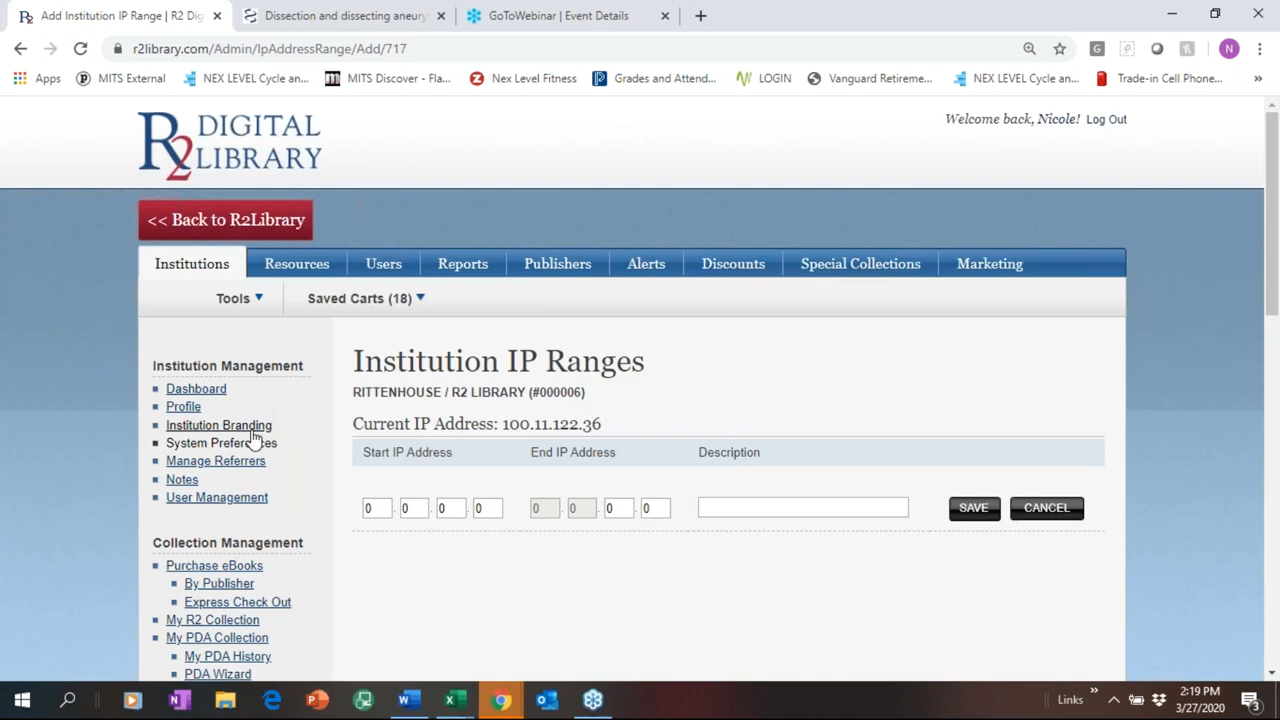 Add Institution IP Ranges | R2 Dig
Dissection and dissecting aneury
GoToWebinar | Event Details
r2library.com/Admin/IpAddressRange/Add/717
N
Apps
MITS External
NEX LEVEL Cycle an...
MITS Discover - Fla...
Nex Level Fitness
Grades and Attend...
LOGIN
Vanguard Retireme...
NEX LEVEL Cycle an...
Trade-in Cell Phone...
»
R2 DIGITAL LIBRARY
Welcome back, Nicole! Log Out
<< Back to R2Library
Institutions Resources Users Reports Publishers Alerts Discounts Special Collections Marketing
Tools Saved Carts (18)
Institution Management
Dashboard
Profile
Institution Branding
System Preferences
Manage Referrers
Notes
User Management
Collection Management
Purchase eBooks
By Publisher
Express Check Out
My R2 Collection
My PDA Collection
My PDA History
PDA Wizard
Institution IP Ranges
RITTENHOUSE / R2 LIBRARY (#000006)
Current IP Address: 100.11.122.36
Start IP Address End IP Address Description
0 . 0 . 0 . 0 0 . 0 . 0 . 0 SAVE CANCEL
Links » 2:19 PM
3/27/2020
3